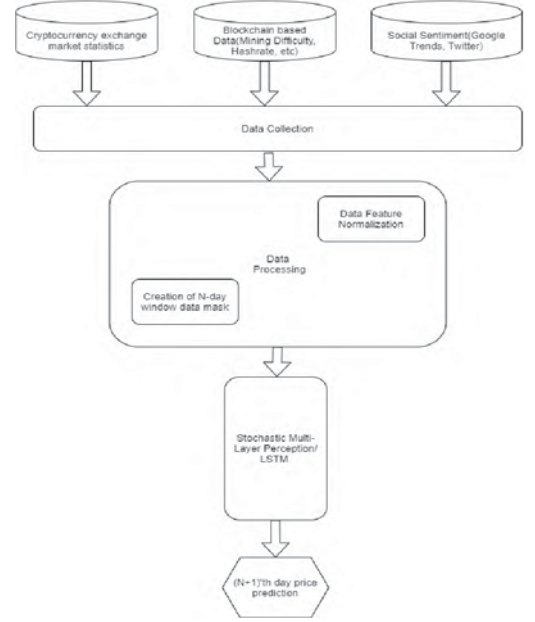 Cryptocurrency exchange
market statistics
Blockchain based
Data(Mining Difficulty,
Hashrate, etc)
Social Sentiment(Google
Trends, Twitter)
Data Collection
Data Feature
Normalization
Data
Processing
Creation of N-day
window data mask
Stochastic Multi-
Layer Perception/
LSTM
(N+1)'th day price
prediction